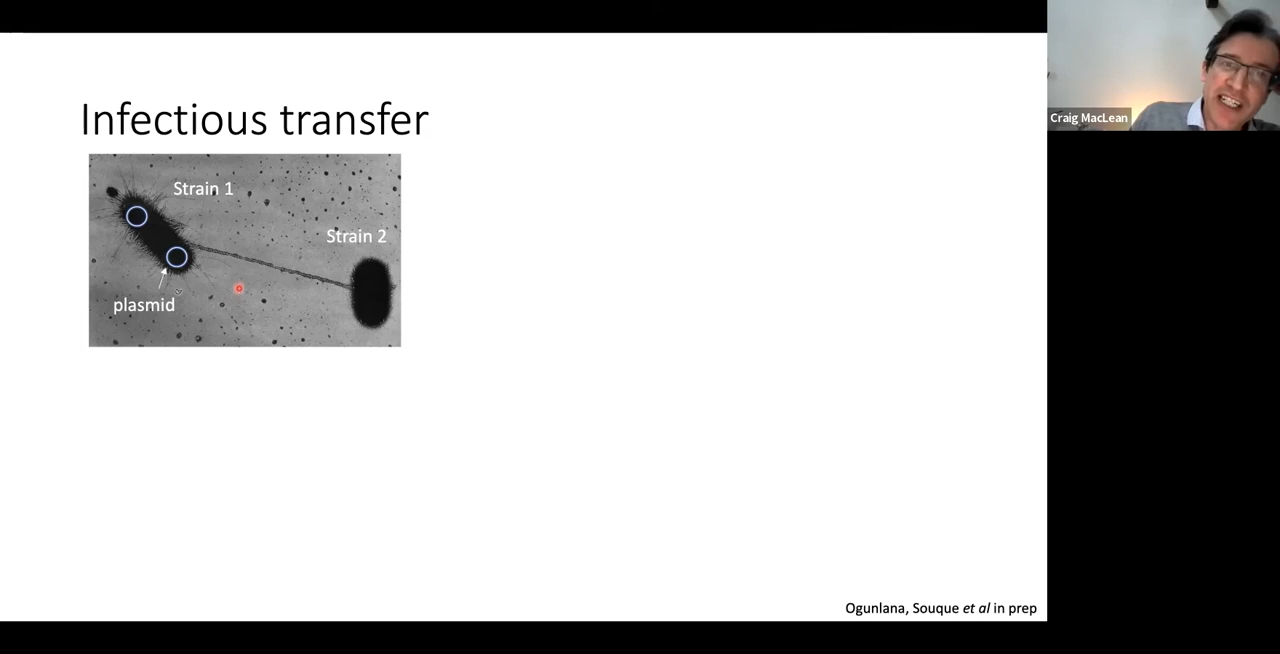 Infectious transfer
Strain 1
Strain 2
plasmid
Ogunlana, Souque et al in prep
Craig MacLean